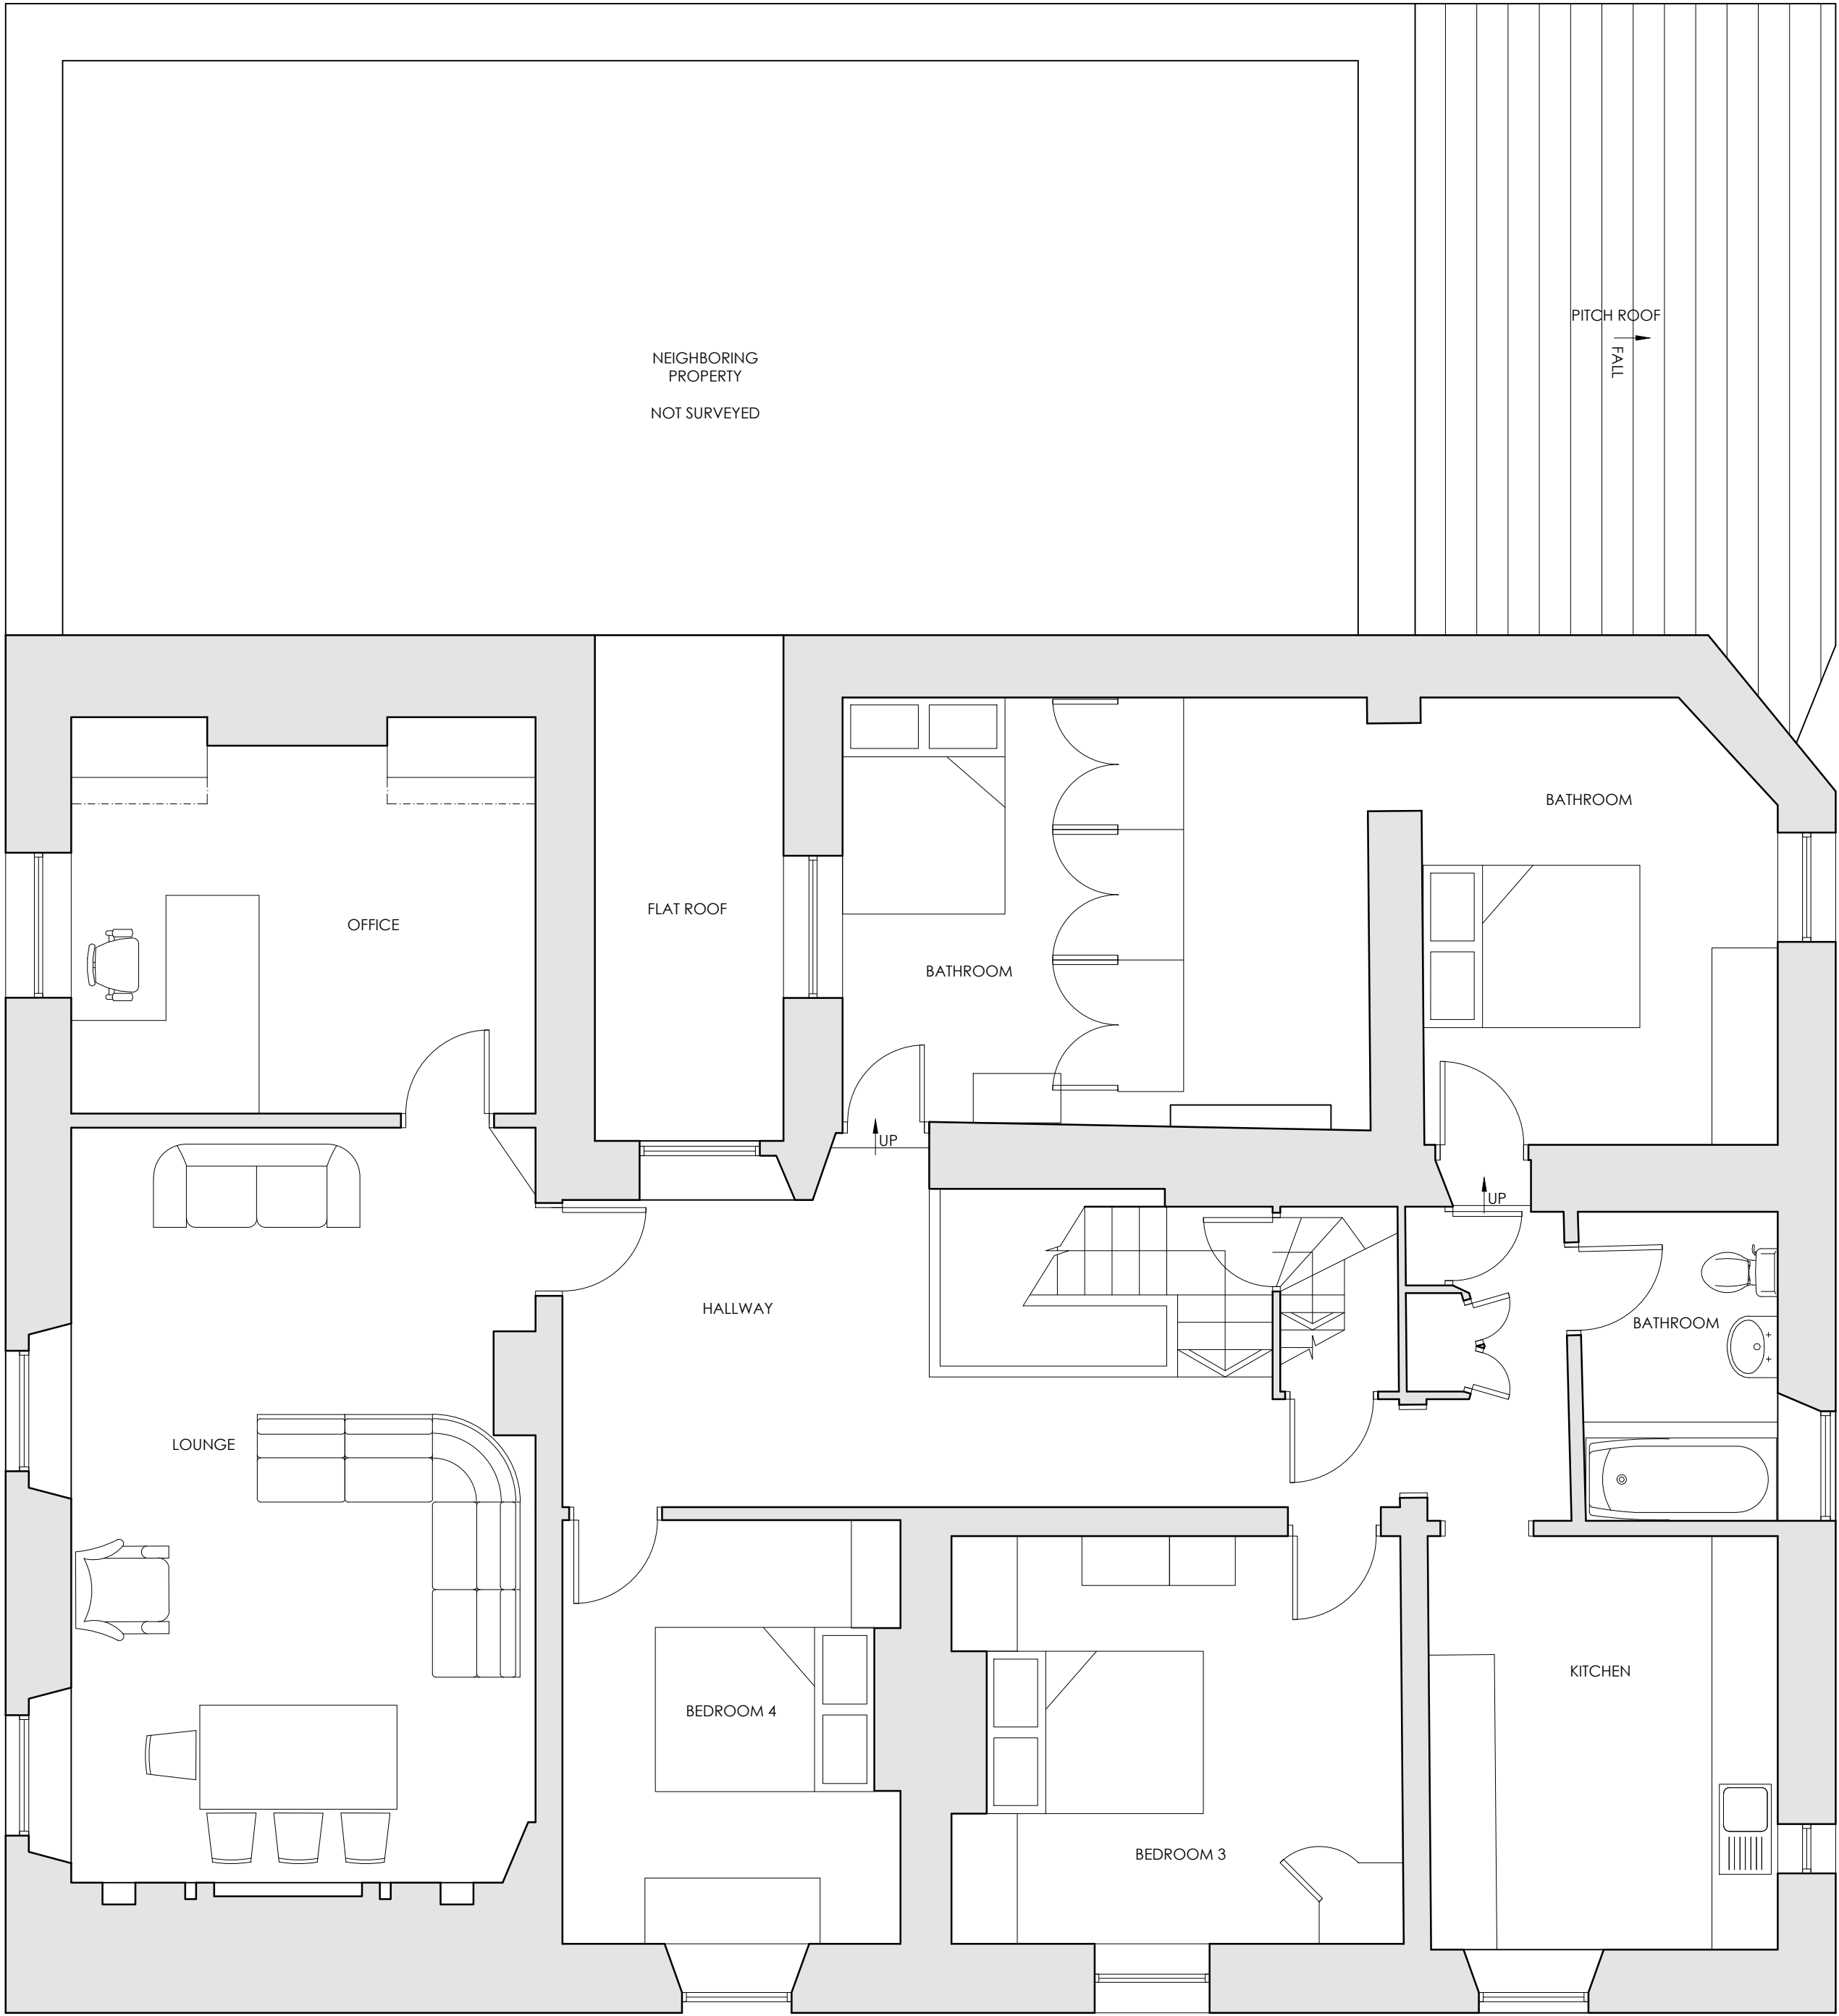 PITCH ROOF
FALL
NEIGHBORING
PROPERTY
NOT SURVEYED
BATHROOM
OFFICE
FLAT ROOF
BATHROOM
UP
UP
HALLWAY
BATHROOM
LOUNGE
KITCHEN
BEDROOM 4
BEDROOM 3